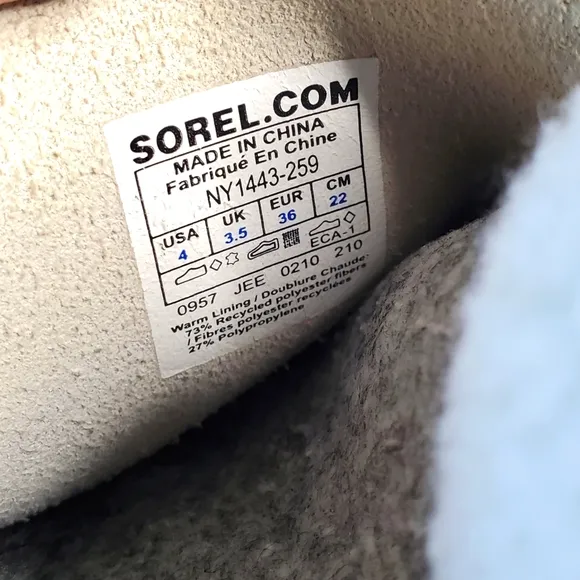 SOREL.COM
MADE IN CHINA
Fabriqué En Chine
NY1443-259
USA UK EUR CM
4 3.5 36 22
ECA-1
0957 JEE 0210 210
Warm Lining / Doublure Chaude:
73% Recycled polyester fibers
/ Fibres polyester recyclées
27% Polypropylene